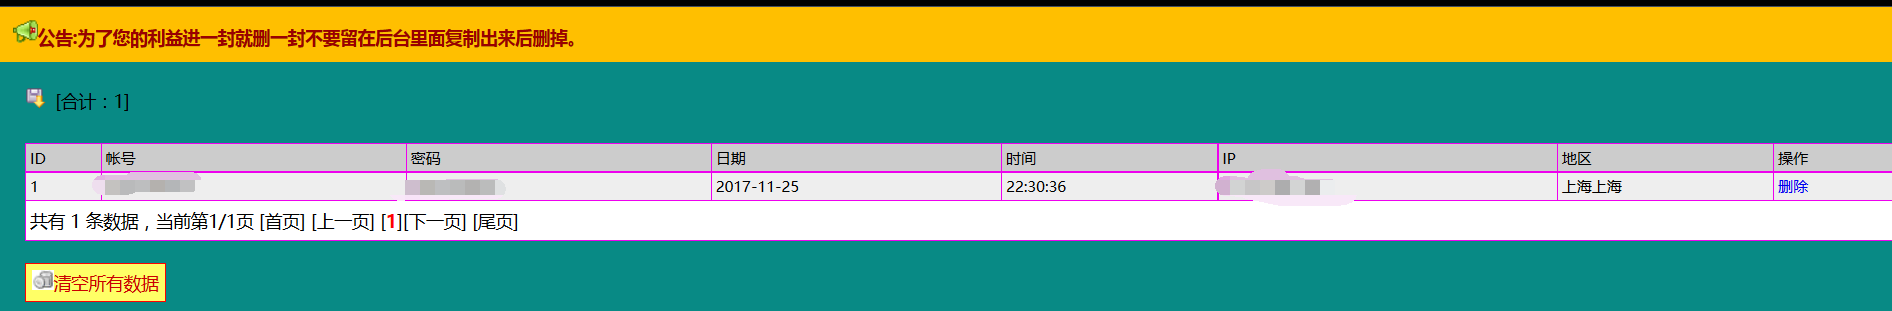 公告:为了您的利益进一封就删一封不要留在后台里面复制出来后删掉。
[合计：1]
ID 帐号 密码 日期 时间 IP 地区 操作
1 2017-11-25 22:30:36 上海上海 删除
共有 1 条数据，当前第1/1页 [首页] [上一页] [1][下一页] [尾页]
清空所有数据